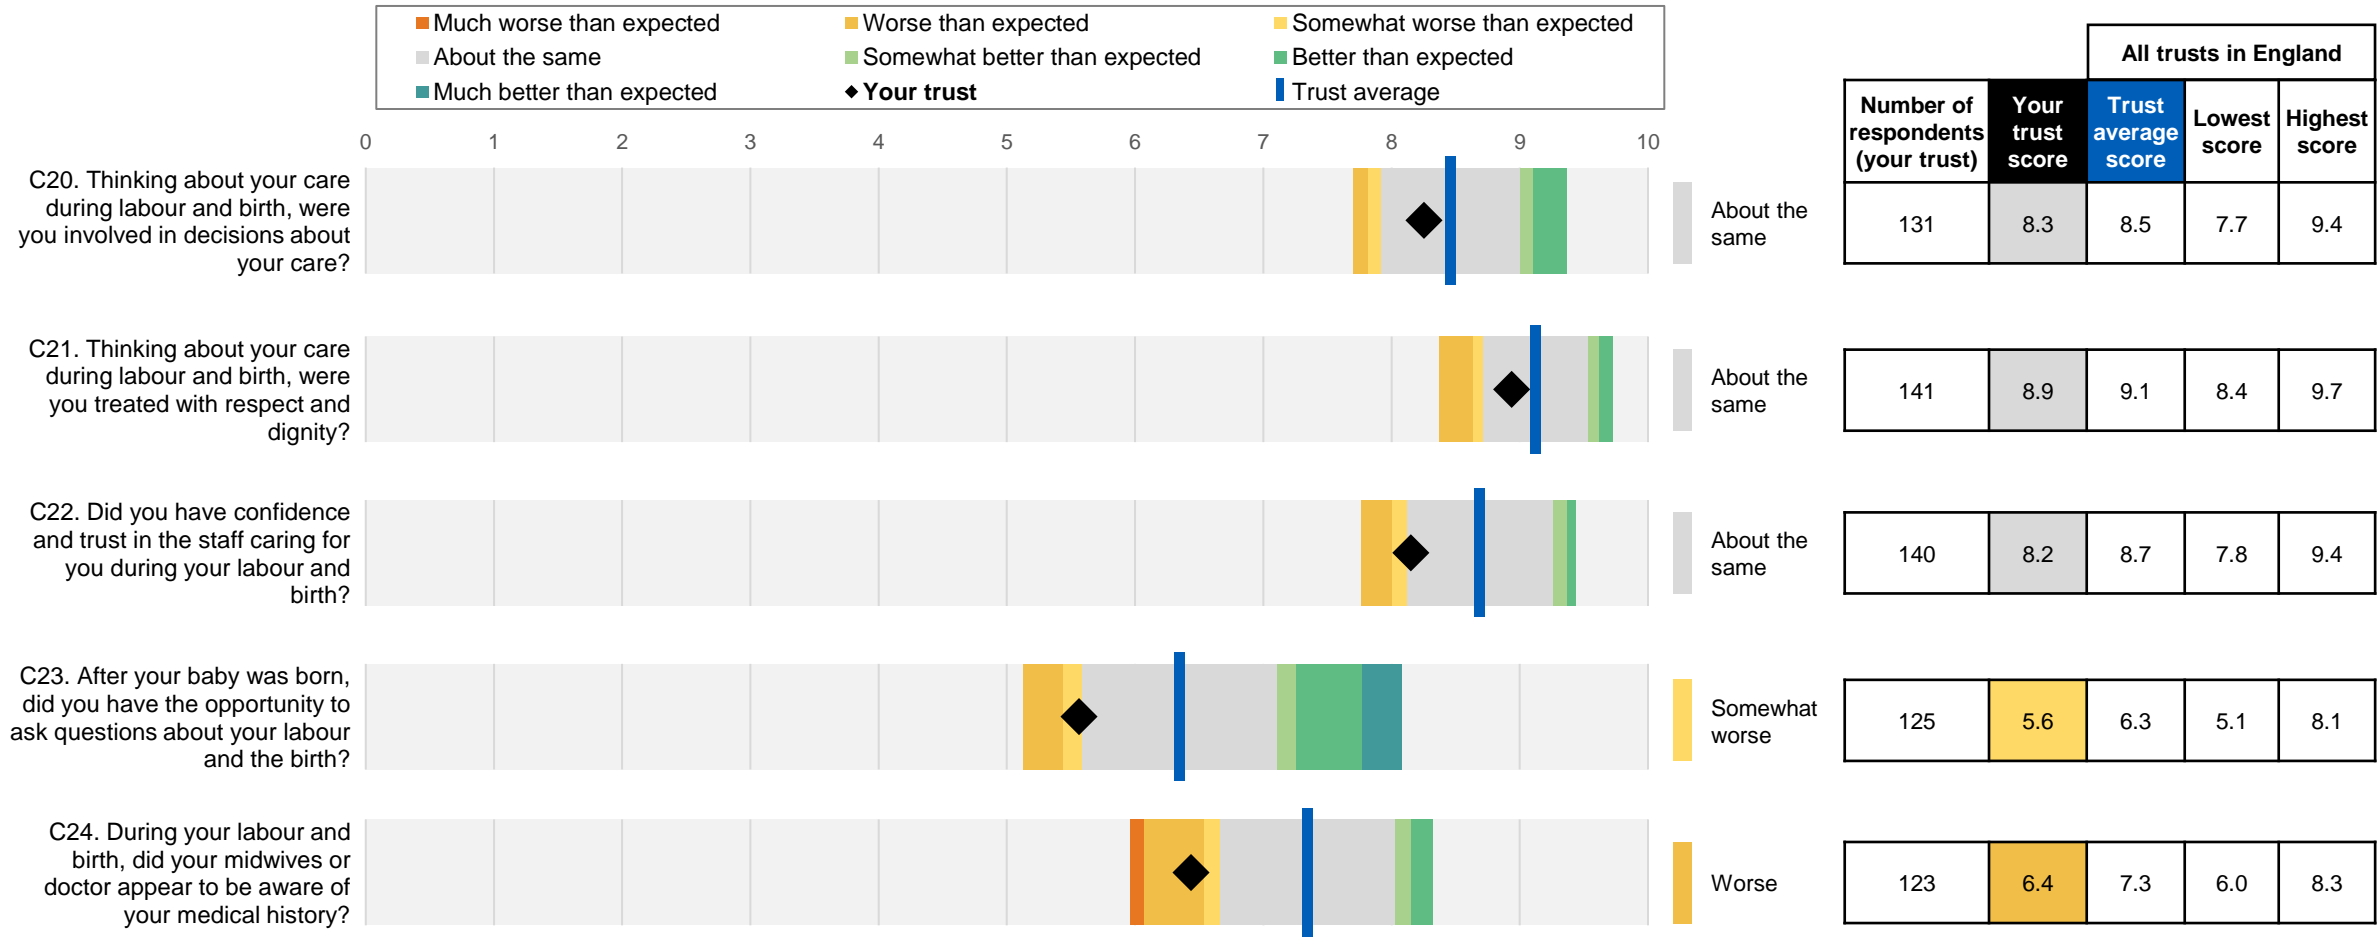 Much worse than expected
Worse than expected
Somewhat worse than expected
About the same
Somewhat better than expected
Better than expected
Much better than expected
Your trust
Trust average
All trusts in England
Number of
respondents
(your trust)
Your
trust
score
Trust
average
score
Lowest
score
Highest
score
0 1 2 3 4 5 6 7 8 9 10
C20. Thinking about your care
during labour and birth, were
you involved in decisions about
your care?
About the
same
131 8.3 8.5 7.7 9.4
C21. Thinking about your care
during labour and birth, were
you treated with respect and
dignity?
About the
same
141 8.9 9.1 8.4 9.7
C22. Did you have confidence
and trust in the staff caring for
you during your labour and
birth?
About the
same
140 8.2 8.7 7.8 9.4
C23. After your baby was born,
did you have the opportunity to
ask questions about your labour
and the birth?
Somewhat
worse
125 5.6 6.3 5.1 8.1
C24. During your labour and
birth, did your midwives or
doctor appear to be aware of
your medical history?
Worse
123 6.4 7.3 6.0 8.3